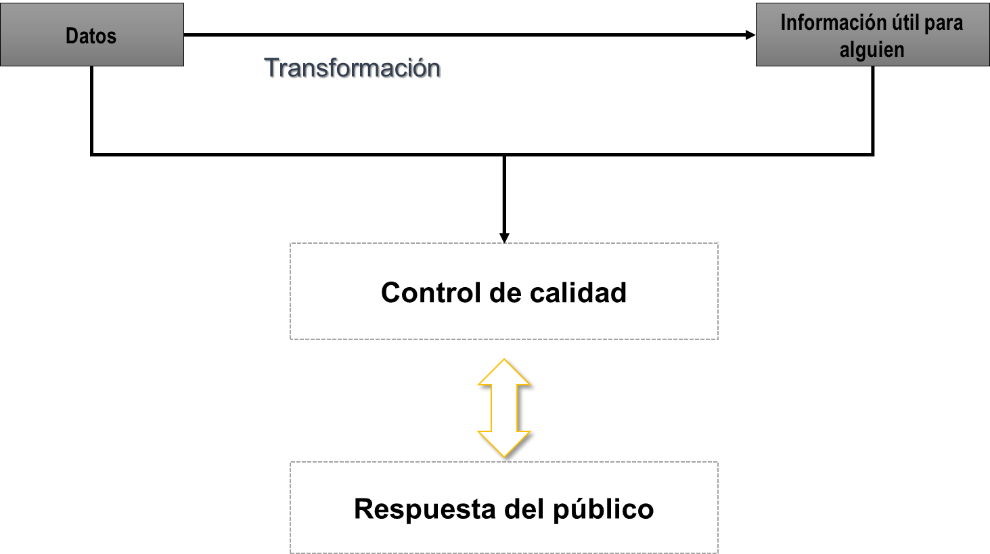 Datos
Información útil para
alguien
Transformación
Control de calidad
Respuesta del público